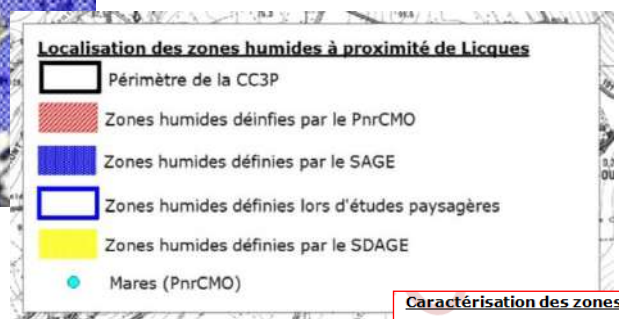 Localisation des zones humides à proximité de Licques
Périmètre de la CC3P
Zones humides déinfies par le PnrCMO
Zones humides définies par le SAGE
Zones humides définies lors d'études paysagères
Zones humides définies par le SDAGE
Mares (PnrCMO)
Caractérisation des zones